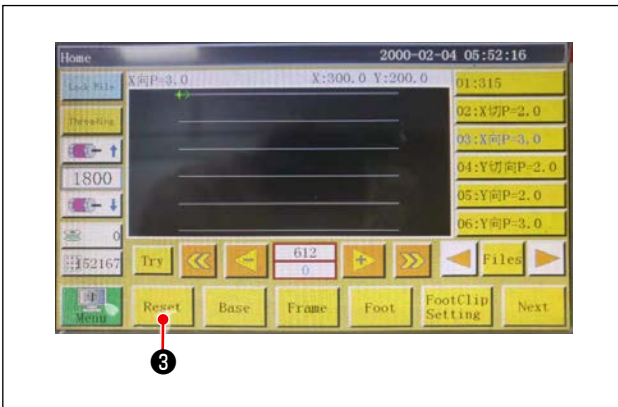 Home 2000-02-04 05:52:16
Lock File X向P=3.0 X:300.0 Y:200.0 01:315
Threading 02:X切P=2.0
03:X向P=3.0
1800 04:Y切向P=2.0
05:Y向P=2.0
0 06:Y向P=3.0
152167 Try 612 Files
0
Menu Reset Base Frame Foot FootClip Setting Next
❸